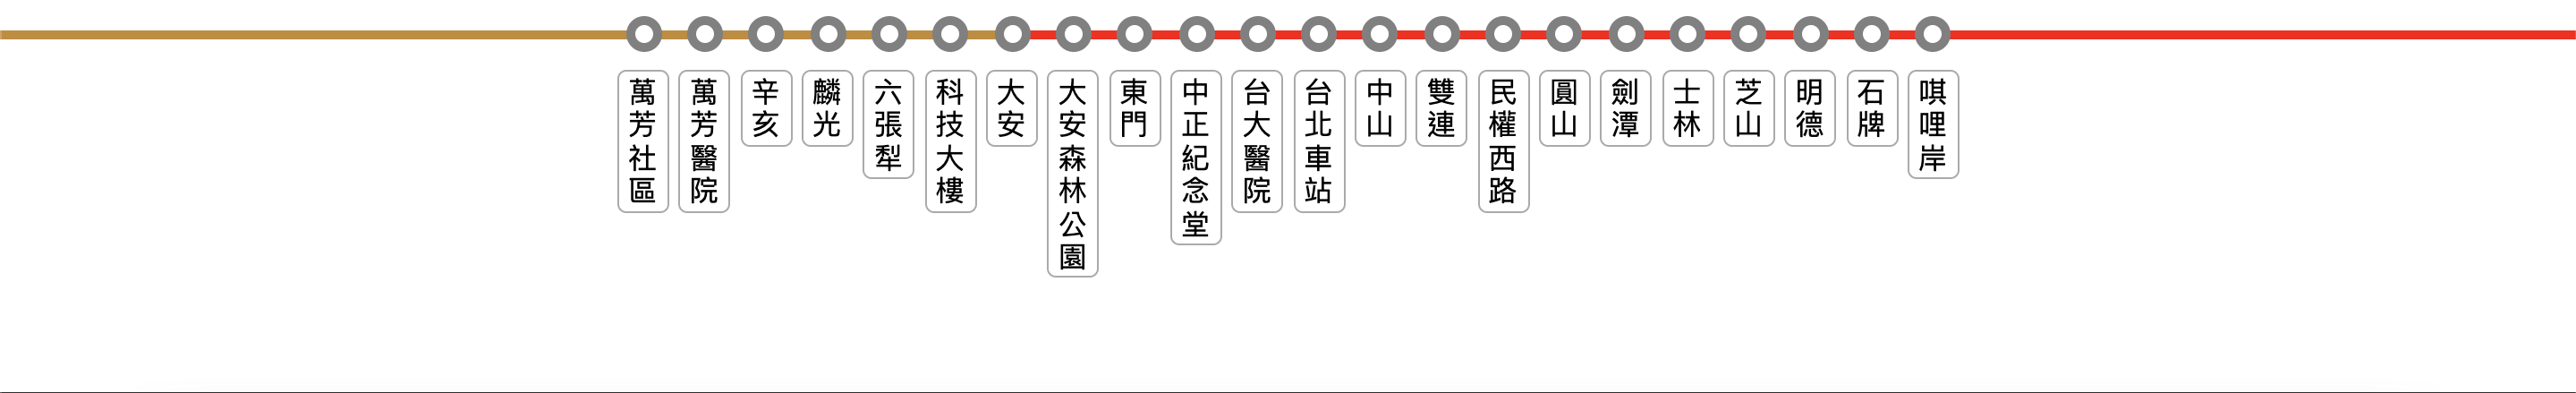 萬芳社區
萬芳醫院
辛亥
麟光
六張犁
科技大樓
大安
大安森林公園
東門
中正紀念堂
台大醫院
台北車站
中山
雙連
民權西路
圓山
劍潭
士林
芝山
明德
石牌
唭哩岸